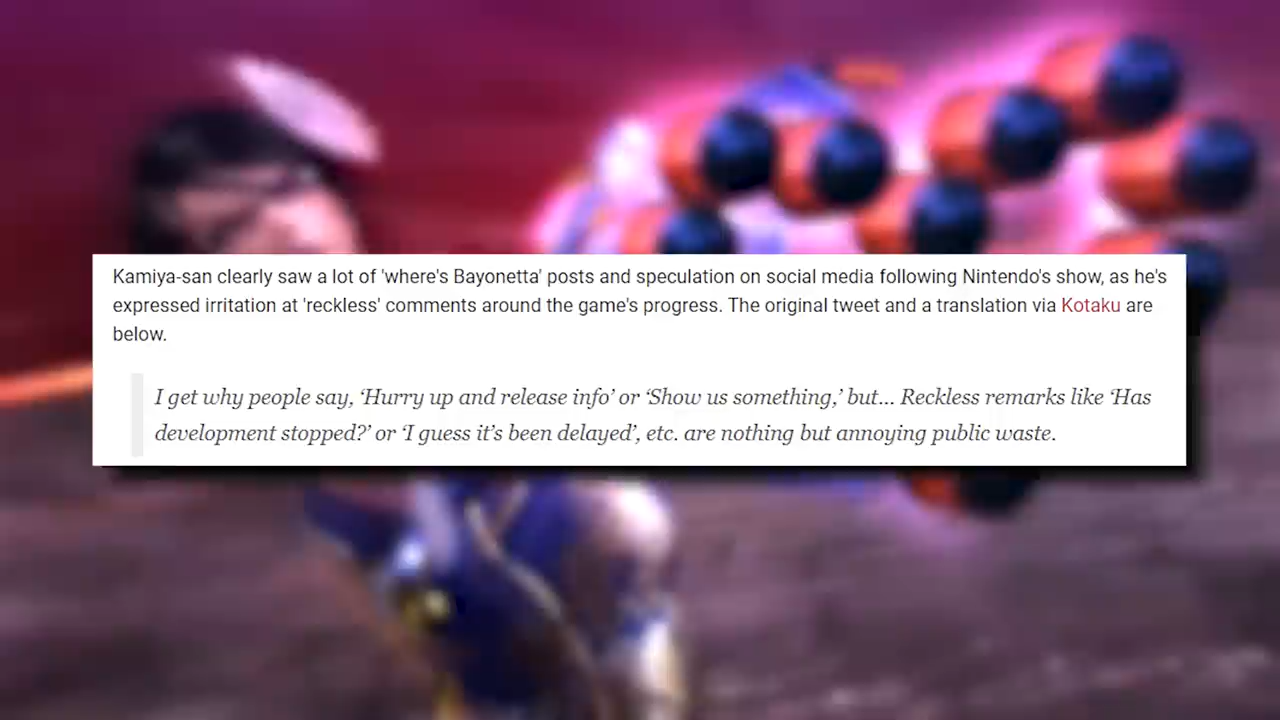 Kamiya-san clearly saw a lot of 'where's Bayonetta' posts and speculation on social media following Nintendo's show, as he's
expressed irritation at 'reckless' comments around the game's progress. The original tweet and a translation via Kotaku are
below.
I get why people say, ‘Hurry up and release info’ or ‘Show us something,’ but... Reckless remarks like ‘Has
development stopped?’ or ‘I guess it’s been delayed’, etc. are nothing but annoying public waste.